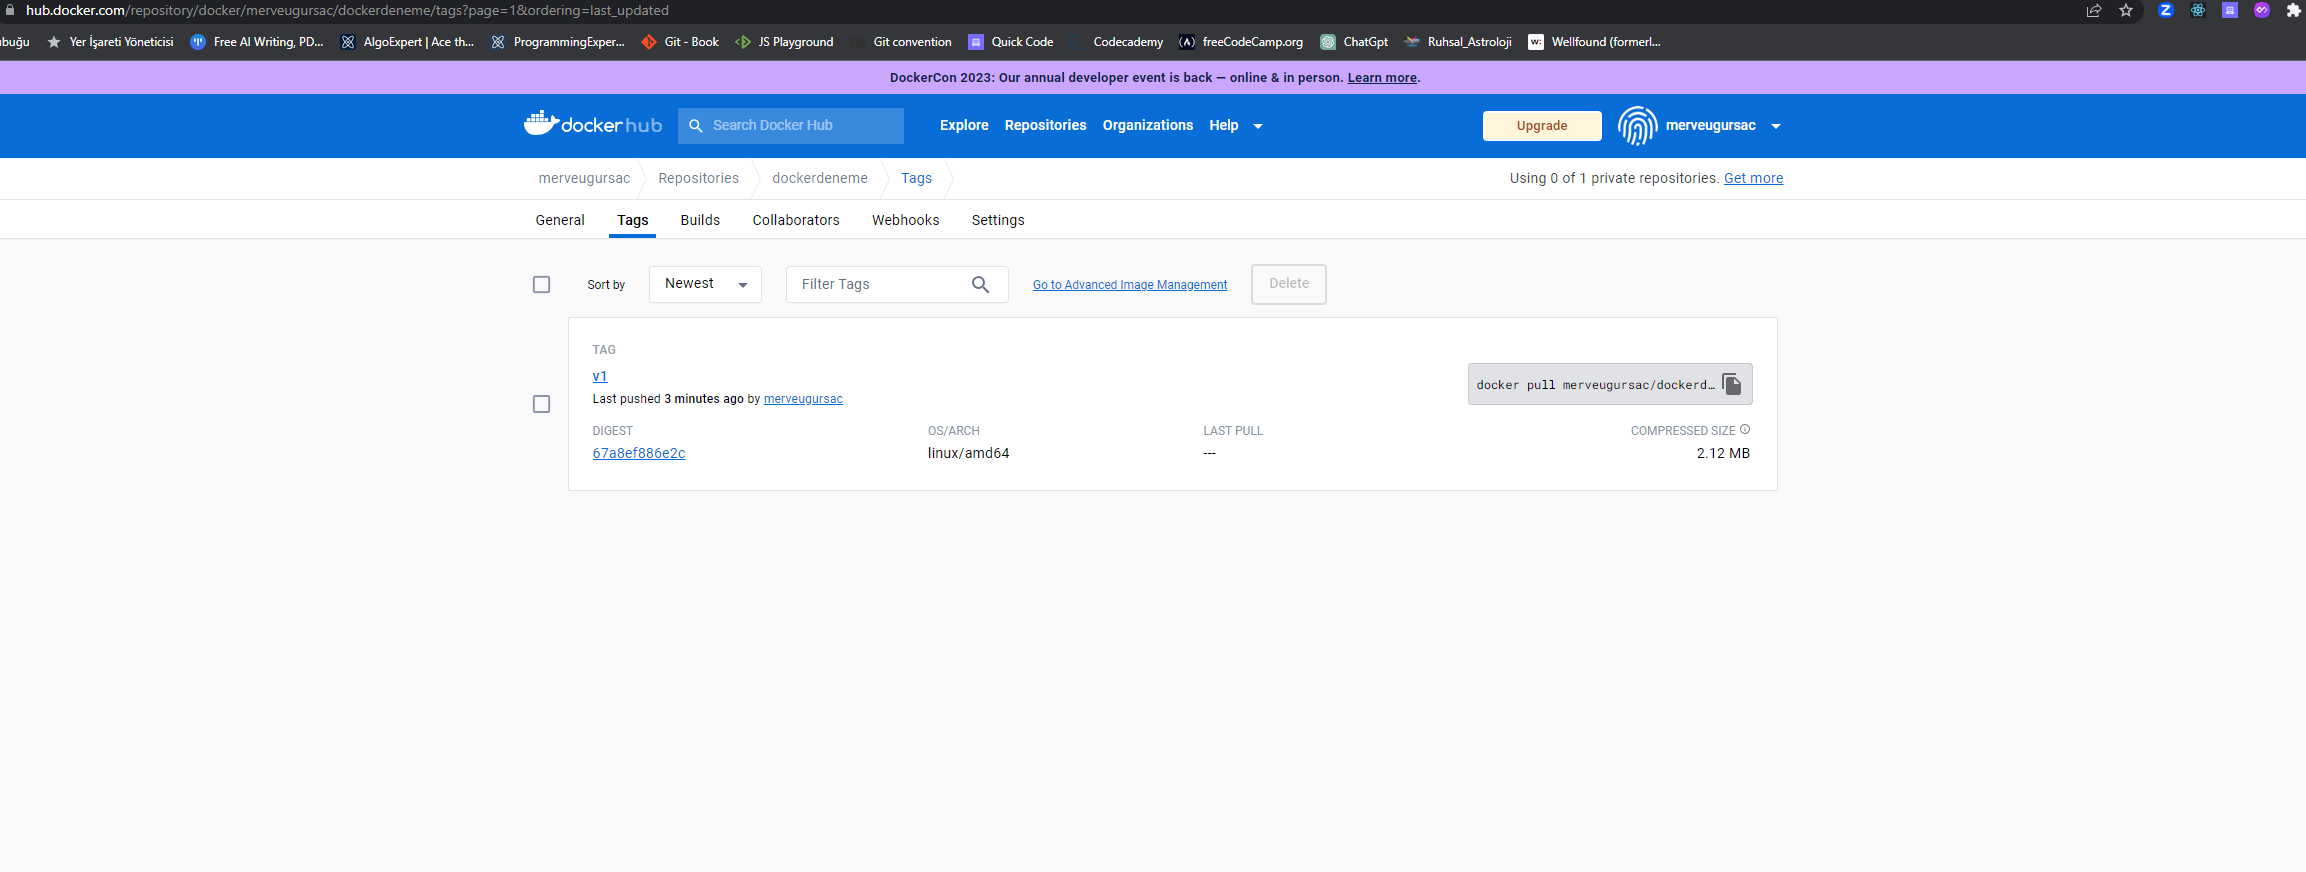 hub.docker.com/repository/docker/merveugursac/dockerdeneme/tags?page=1&ordering=last_updated
ıbuğu Yer İşareti Yöneticisi Free AI Writing, PD... AlgoExpert | Ace th... ProgrammingExper... Git - Book JS Playground Git convention Quick Code Codecademy freeCodeCamp.org ChatGpt Ruhsal_Astroloji Wellfound (formerl...
DockerCon 2023: Our annual developer event is back — online & in person. Learn more.
docker hub Search Docker Hub Explore Repositories Organizations Help Upgrade merveugursac
merveugursac Repositories dockerdeneme Tags Using 0 of 1 private repositories. Get more
General Tags Builds Collaborators Webhooks Settings
Sort by Newest Filter Tags Go to Advanced Image Management Delete
TAG
v1
docker pull merveugursac/dockerd…
Last pushed 3 minutes ago by merveugursac
DIGEST OS/ARCH LAST PULL COMPRESSED SIZE
67a8ef886e2c linux/amd64 --- 2.12 MB